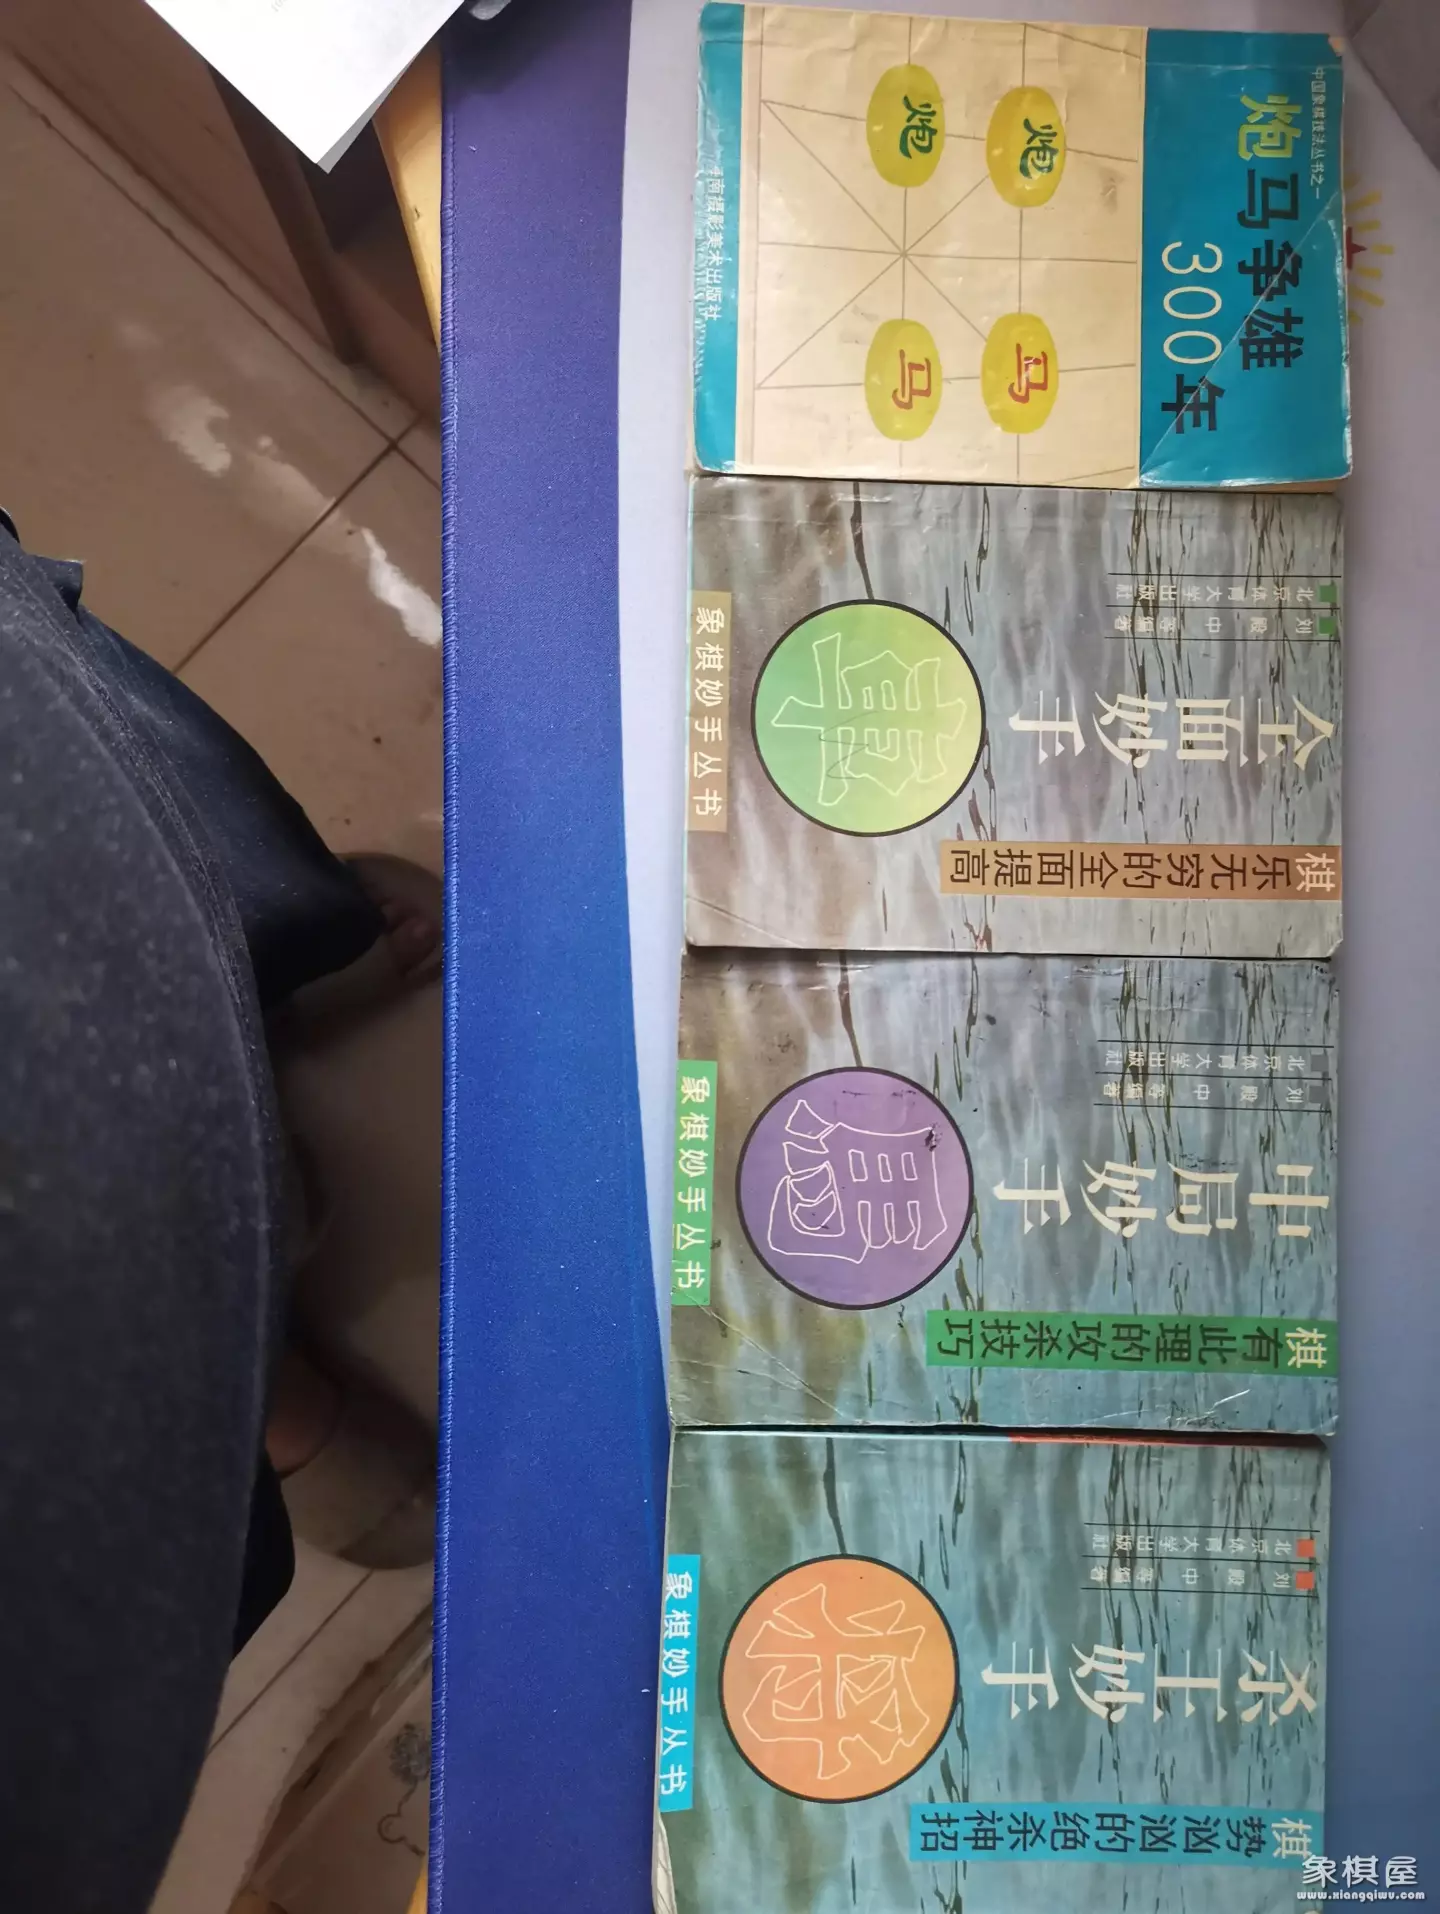 中国象棋技法丛书之一
炮马争雄
300年
炮
炮
马
马
南摄影美术出版社
北京体育大学出版社
刘殿中等编著
全面妙手
車
棋乐无穷的全面提高
象棋妙手丛书
北京体育大学出版社
刘殿中等编著
中局妙手
馬
棋有此理的攻杀技巧
象棋妙手丛书
北京体育大学出版社
刘殿中等编著
杀王妙手
将
棋势汹汹的绝杀神招
象棋妙手丛书
象棋屋
www.xiangqiwu.com